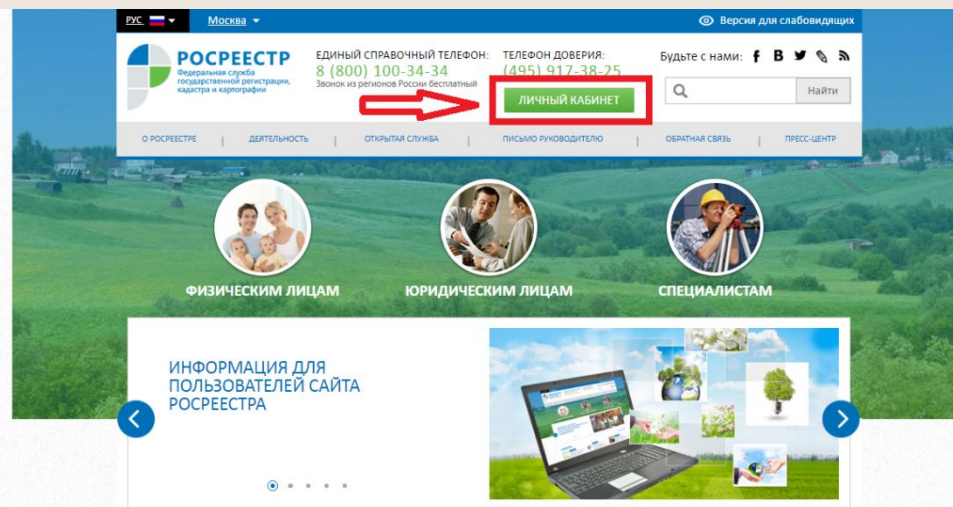 РУС
Москва
Версия для слабовидящих
РОСРЕЕСТР
Федеральная служба
государственной регистрации,
кадастра и картографии
ЕДИНЫЙ СПРАВОЧНЫЙ ТЕЛЕФОН:
8 (800) 100-34-34
Звонок из регионов России бесплатный
ТЕЛЕФОН ДОВЕРИЯ:
(495) 917-38-25
ЛИЧНЫЙ КАБИНЕТ
Будьте с нами:
Найти
О РОСРЕЕСТРЕ | ДЕЯТЕЛЬНОСТЬ | ОТКРЫТАЯ СЛУЖБА | ПИСЬМО РУКОВОДИТЕЛЮ | ОБРАТНАЯ СВЯЗЬ | ПРЕСС-ЦЕНТР
ФИЗИЧЕСКИМ ЛИЦАМ
ЮРИДИЧЕСКИМ ЛИЦАМ
СПЕЦИАЛИСТАМ
ИНФОРМАЦИЯ ДЛЯ
ПОЛЬЗОВАТЕЛЕЙ САЙТА
РОСРЕЕСТРА